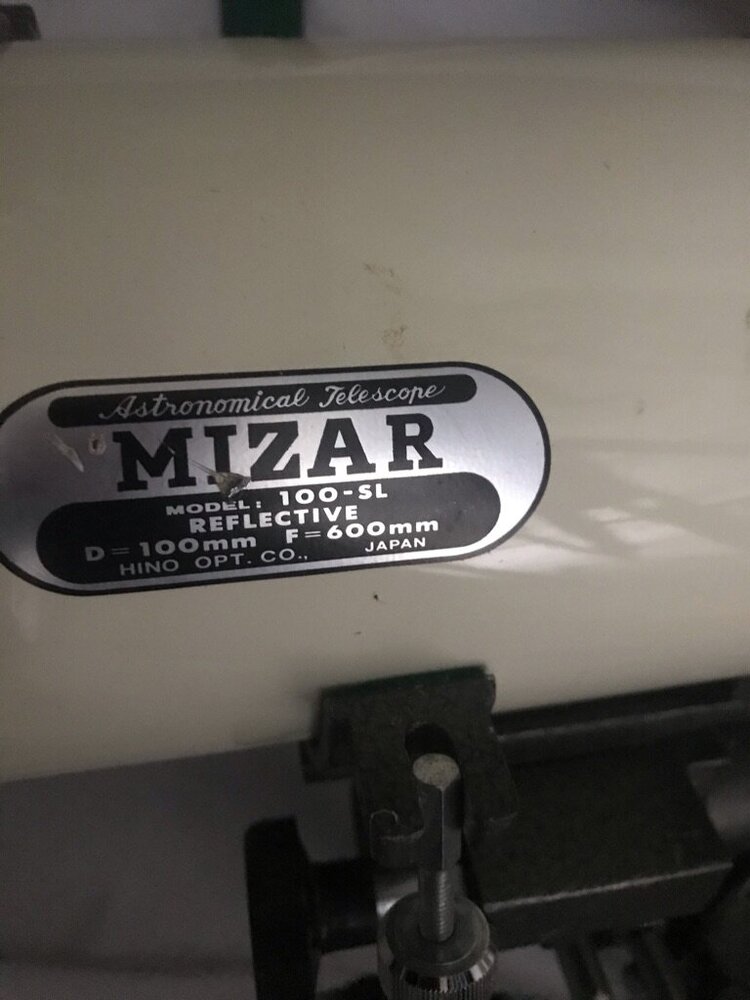 Astronomical Telescope
MIZAR
MODEL: 100-SL
REFLECTIVE
D=100mm F=600mm
HINO OPT. CO., JAPAN